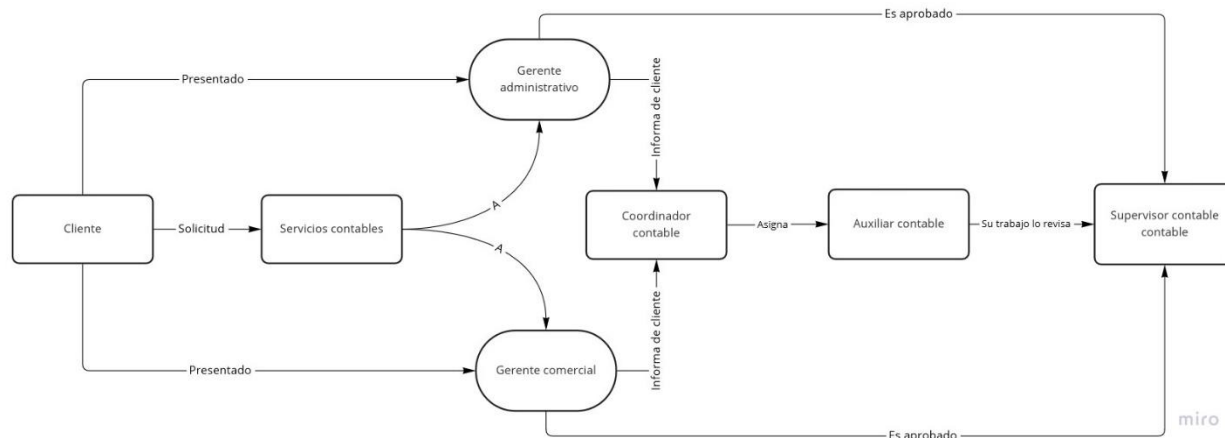 Es aprobado
Gerente
administrativo
Presentado
Informa de cliente
Cliente
Solicitud
Servicios contables
A
A
Coordinador
contable
Asigna
Auxiliar contable
Su trabajo lo revisa
Supervisor contable
contable
Informa de cliente
Presentado
Gerente comercial
Es aprobado
miro